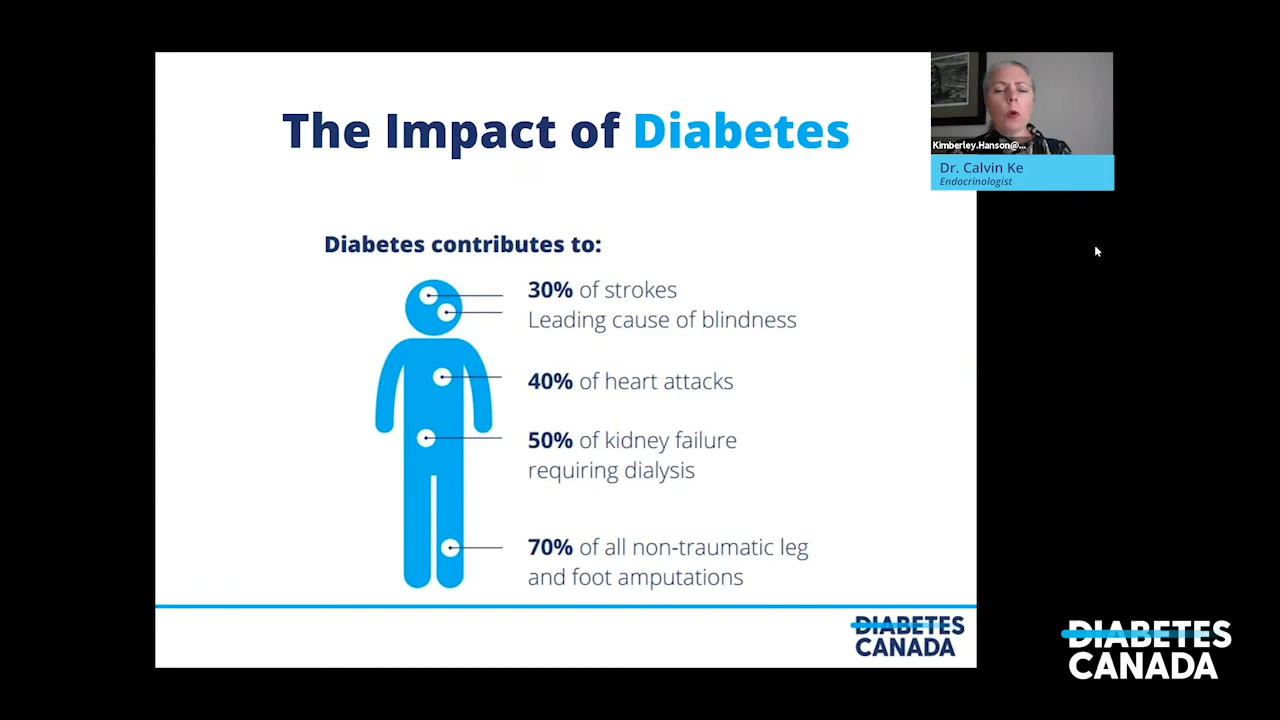 The Impact of Diabetes
Kimberley.Hanson@...
Dr. Calvin Ke
Endocrinologist
Diabetes contributes to:
30% of strokes
Leading cause of blindness
40% of heart attacks
50% of kidney failure
requiring dialysis
70% of all non-traumatic leg
and foot amputations
DIABETES
CANADA
DIABETES
CANADA